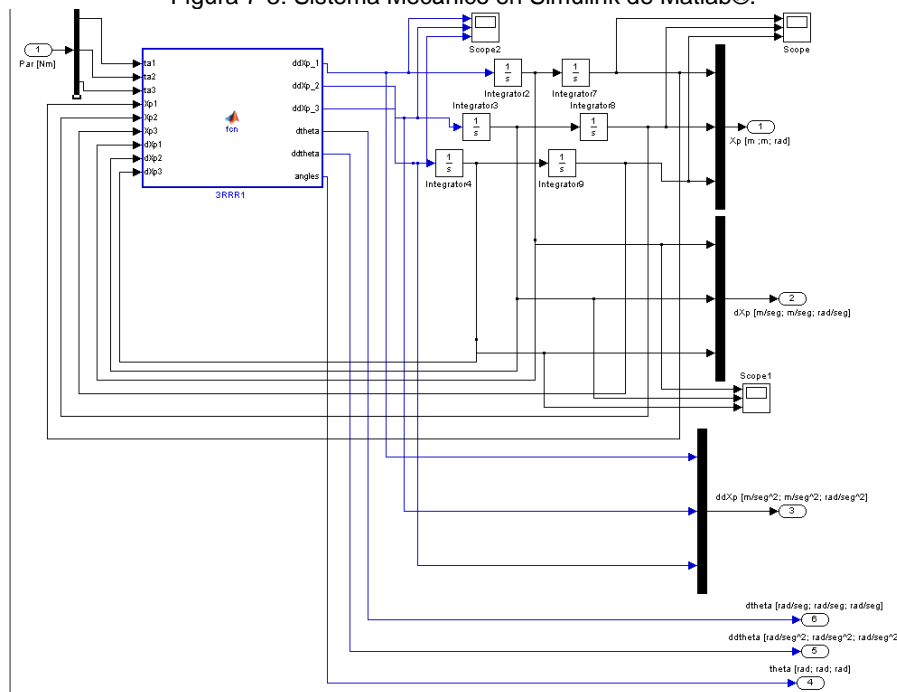 Figura 7-5. Sistema Mecánico en Simulink de Matlab®.
1
Par [Nm]
ta1
ta2
ta3
Xp1
Xp2
Xp3
dXp1
dXp2
dXp3
fcn
ddXp_1
ddXp_2
ddXp_3
dtheta
ddtheta
angles
3RRR1
Scope2
Scope
1
s
Integrator2
1
s
Integrator7
Integrator3
1
s
Integrator8
1
s
1
s
Integrator4
1
s
Integrator9
1
Xp [m ;m; rad]
2
dXp [m/seg; m/seg; rad/seg]
Scope1
ddXp [m/seg^2; m/seg^2; rad/seg^2]
3
dtheta [rad/seg; rad/seg; rad/seg]
6
ddtheta [rad/seg^2; rad/seg^2; rad/seg^2
5
theta [rad; rad; rad]
4